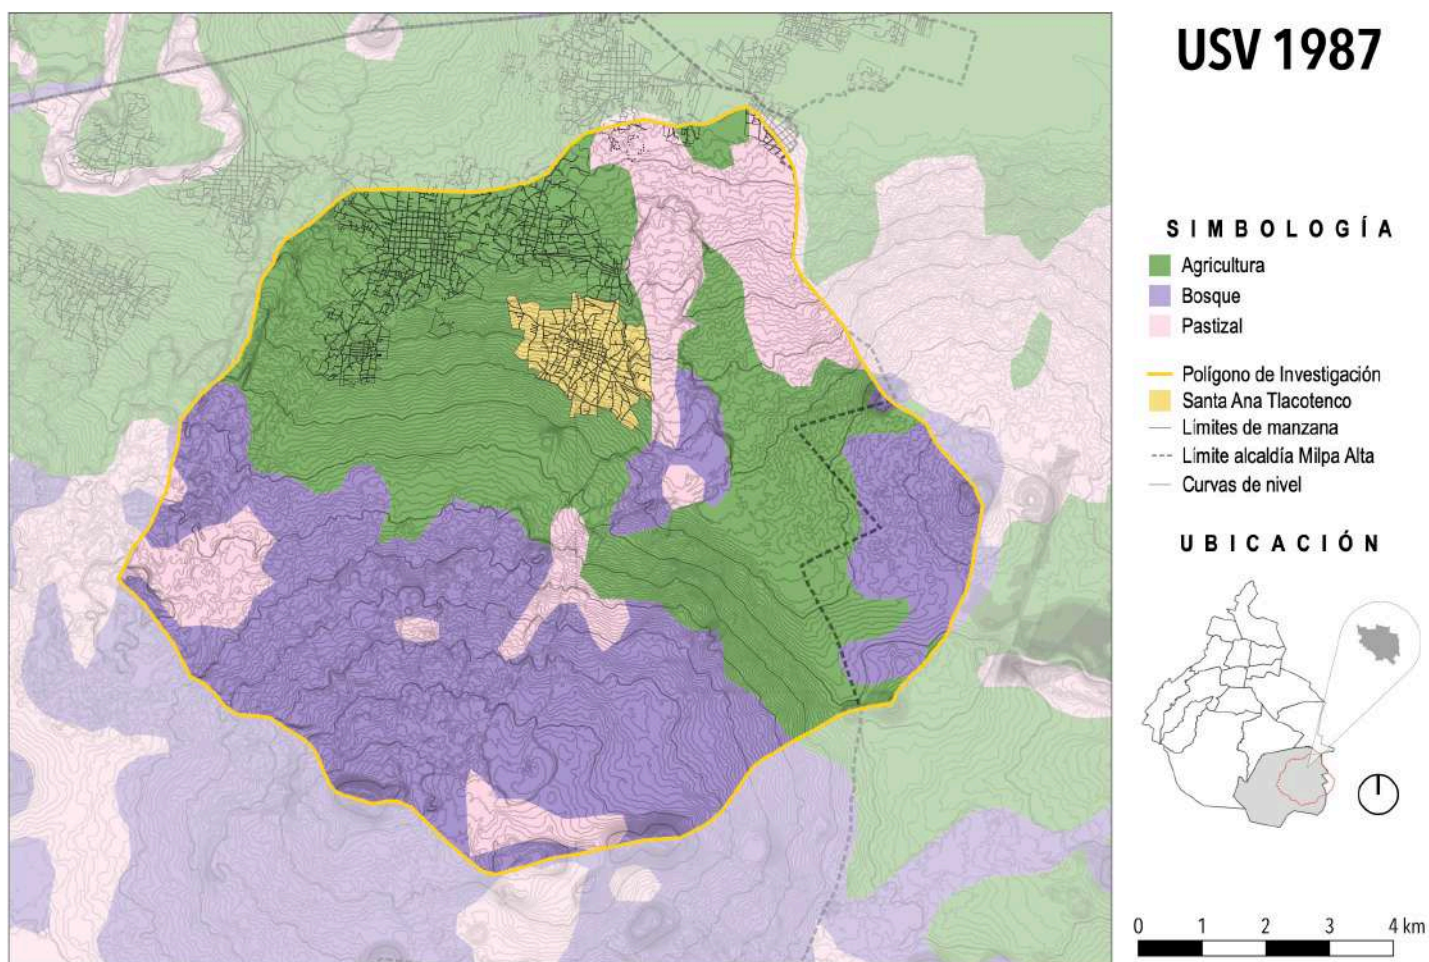 USV 1987
SIMBOLOGÍA
Agricultura
Bosque
Pastizal
Polígono de Investigación
Santa Ana Tlacotenco
Límites de manzana
Límite alcaldía Milpa Alta
Curvas de nivel
UBICACIÓN
0 1 2 3 4 km